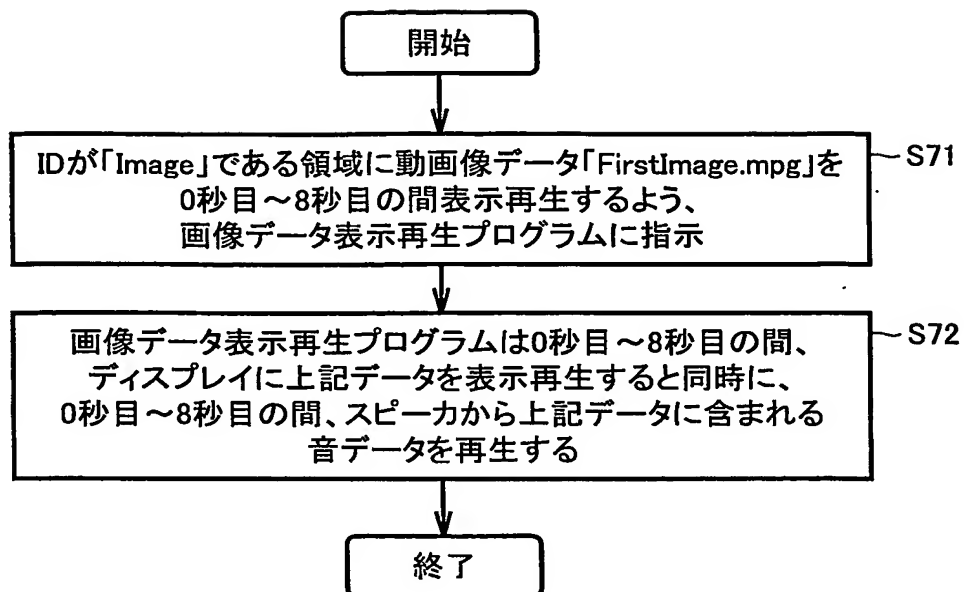 開始
IDが「Image」である領域に動画像データ「FirstImage.mpg」を
0秒目～8秒目の間表示再生するよう、
画像データ表示再生プログラムに指示
S71
画像データ表示再生プログラムは0秒目～8秒目の間、
ディスプレイに上記データを表示再生すると同時に、
0秒目～8秒目の間、スピーカから上記データに含まれる
音データを再生する
S72
終了